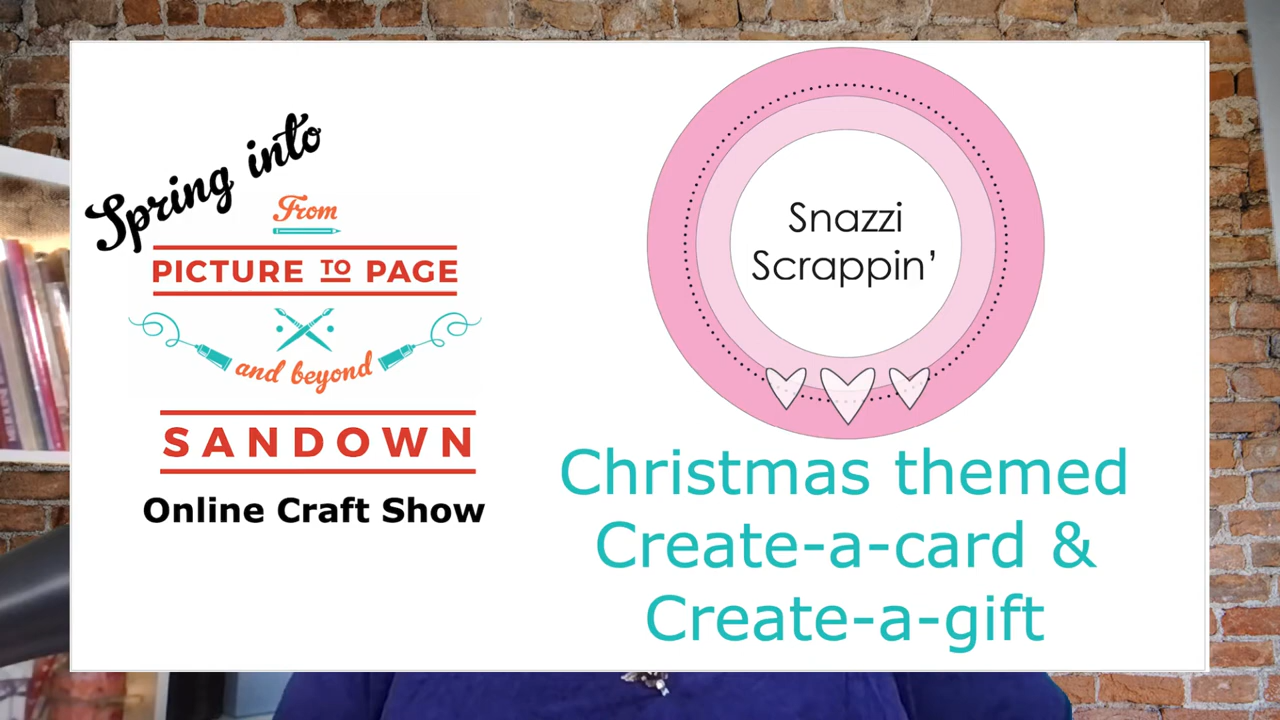 Spring into
From
PICTURE TO PAGE
and beyond
SANDOWN
Online Craft Show
Snazzi
Scrappin’
Christmas themed
Create-a-card &
Create-a-gift